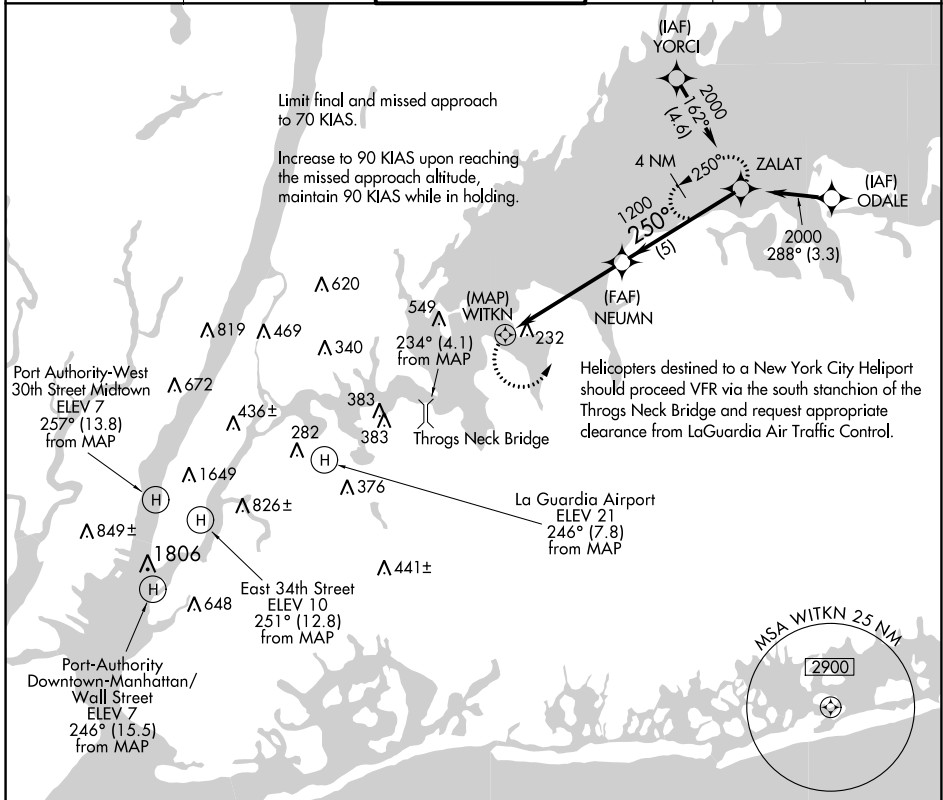 (IAF)
YORCI
2000
162°
(4.6)
Limit final and missed approach
to 70 KIAS.
Increase to 90 KIAS upon reaching
the missed approach altitude,
maintain 90 KIAS while in holding.
4 NM
250°
ZALAT
(IAF)
ODALE
2000
288° (3.3)
1200
250°
(5)
(FAF)
NEUMN
(MAP)
WITKN
232
620
549
819
469
340
234° (4.1)
from MAP
Helicopters destined to a New York City Heliport
should proceed VFR via the south stanchion of the
Throgs Neck Bridge and request appropriate
clearance from LaGuardia Air Traffic Control.
Port Authority-West
30th Street Midtown
ELEV 7
257° (13.8)
from MAP
672
436±
383
383
Throgs Neck Bridge
282
H
1649
376
826±
La Guardia Airport
ELEV 21
246° (7.8)
from MAP
H
H
849±
1806
441±
H
648
East 34th Street
ELEV 10
251° (12.8)
from MAP
Port-Authority
Downtown-Manhattan/
Wall Street
ELEV 7
246° (15.5)
from MAP
MSA WITKN 25 NM
2900